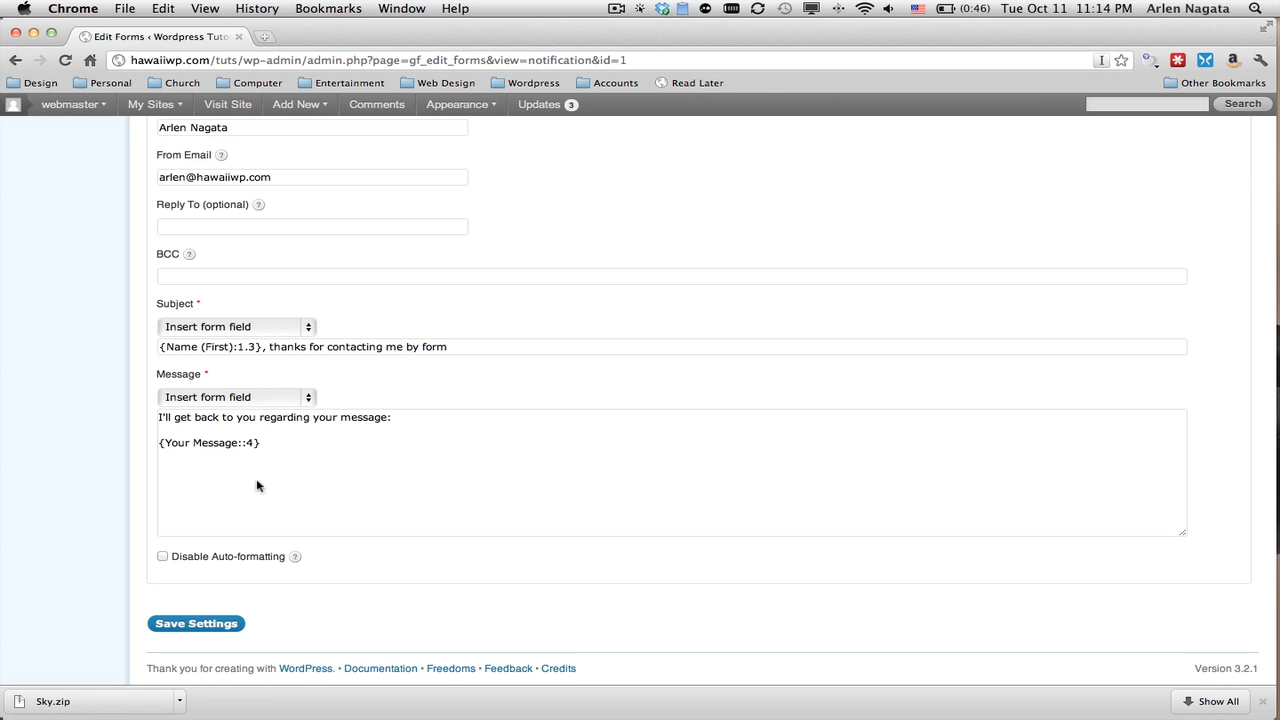 Chrome File Edit View History Bookmarks Window Help (0:46) Tue Oct 11 11:14 PM Arlen Nagata
Edit Forms ‹ Wordpress Tuto
hawaiiwp.com/tuts/wp-admin/admin.php?page=gf_edit_forms&view=notification&id=1
Design Personal Church Computer Entertainment Web Design Wordpress Accounts Read Later Other Bookmarks
webmaster My Sites Visit Site Add New Comments Appearance Updates 3 Search
Arlen Nagata
From Email ?
arlen@hawaiiwp.com
Reply To (optional) ?
BCC ?
Subject *
Insert form field
{Name (First):1.3}, thanks for contacting me by form
Message *
Insert form field
I'll get back to you regarding your message:
{Your Message::4}
Disable Auto-formatting ?
Save Settings
Thank you for creating with WordPress. • Documentation • Freedoms • Feedback • Credits Version 3.2.1
Sky.zip Show All